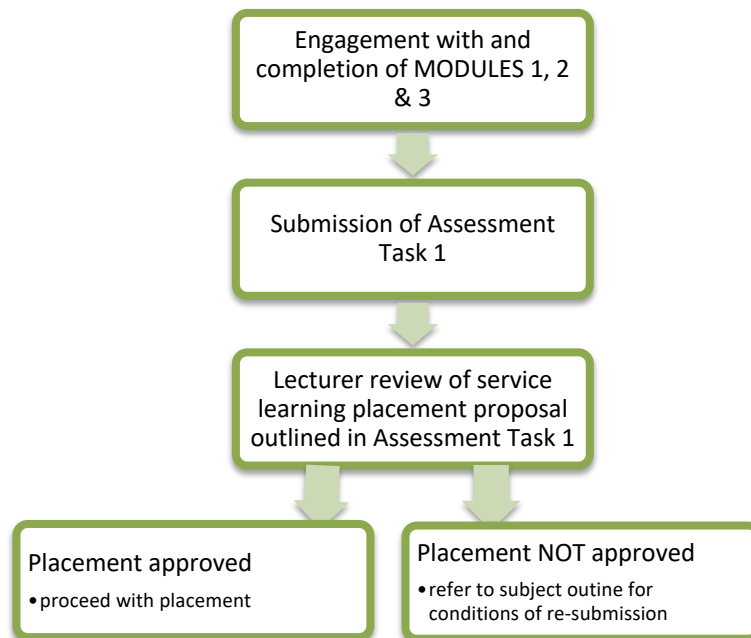 Engagement with and
completion of MODULES 1, 2
& 3
Submission of Assessment
Task 1
Lecturer review of service
learning placement proposal
outlined in Assessment Task 1
Placement approved
•proceed with placement
Placement NOT approved
•refer to subject outine for
conditions of re-submission